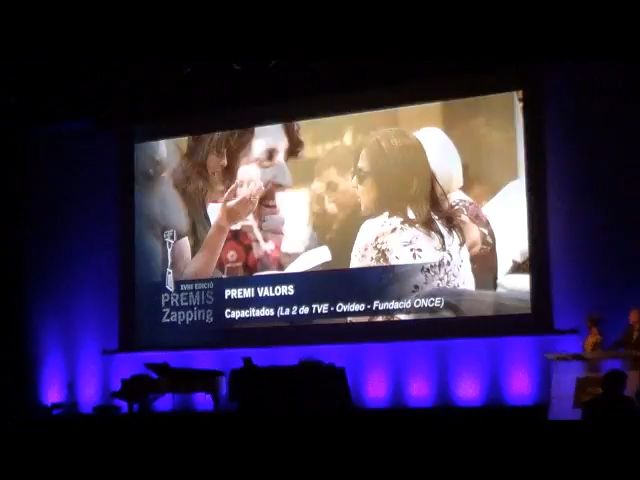 XVIII EDICIÓ
PREMIS
Zapping
PREMI VALORS
Capacitados (La 2 de TVE - Ovideo - Fundació ONCE)